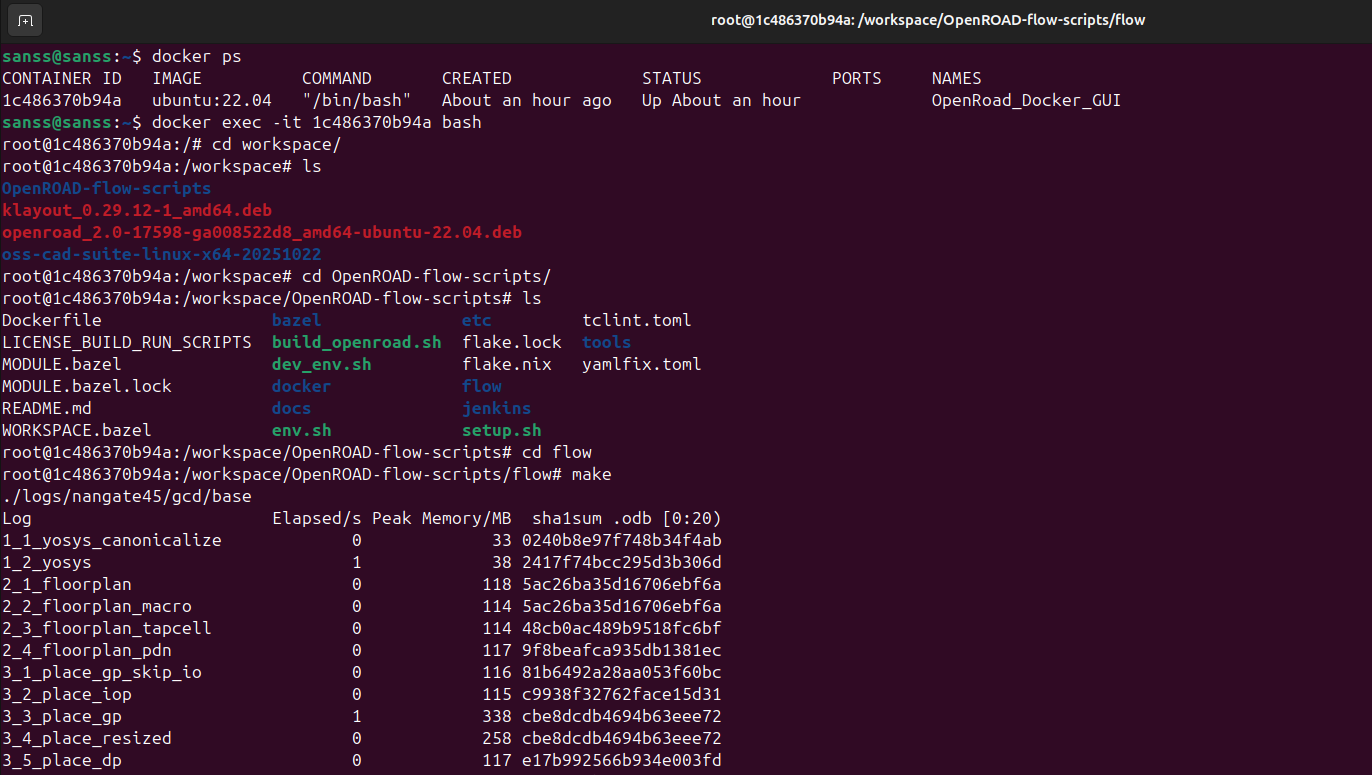 root@1c486370b94a: /workspace/OpenROAD-flow-scripts/flow
sanss@sanss:~$ docker ps
CONTAINER ID   IMAGE          COMMAND       CREATED             STATUS             PORTS     NAMES
1c486370b94a   ubuntu:22.04   "/bin/bash"   About an hour ago   Up About an hour             OpenRoad_Docker_GUI
sanss@sanss:~$ docker exec -it 1c486370b94a bash
root@1c486370b94a:/# cd workspace/
root@1c486370b94a:/workspace# ls
OpenROAD-flow-scripts
klayout_0.29.12-1_amd64.deb
openroad_2.0-17598-ga008522d8_amd64-ubuntu-22.04.deb
oss-cad-suite-linux-x64-20251022
root@1c486370b94a:/workspace# cd OpenROAD-flow-scripts/
root@1c486370b94a:/workspace/OpenROAD-flow-scripts# ls
Dockerfile                 bazel              etc         tclint.toml
LICENSE_BUILD_RUN_SCRIPTS  build_openroad.sh  flake.lock  tools
MODULE.bazel               dev_env.sh         flake.nix   yamlfix.toml
MODULE.bazel.lock          docker             flow
README.md                  docs               jenkins
WORKSPACE.bazel            env.sh             setup.sh
root@1c486370b94a:/workspace/OpenROAD-flow-scripts# cd flow
root@1c486370b94a:/workspace/OpenROAD-flow-scripts/flow# make
./logs/nangate45/gcd/base
Log                        Elapsed/s Peak Memory/MB  sha1sum .odb [0:20)
1_1_yosys_canonicalize             0             33 0240b8e97f748b34f4ab
1_2_yosys                          1             38 2417f74bcc295d3b306d
2_1_floorplan                      0            118 5ac26ba35d16706ebf6a
2_2_floorplan_macro                0            114 5ac26ba35d16706ebf6a
2_3_floorplan_tapcell              0            114 48cb0ac489b9518fc6bf
2_4_floorplan_pdn                  0            117 9f8beafca935db1381ec
3_1_place_gp_skip_io               0            116 81b6492a28aa053f60bc
3_2_place_iop                      0            115 c9938f32762face15d31
3_3_place_gp                       1            338 cbe8dcdb4694b63eee72
3_4_place_resized                  0            258 cbe8dcdb4694b63eee72
3_5_place_dp                       0            117 e17b992566b934e003fd